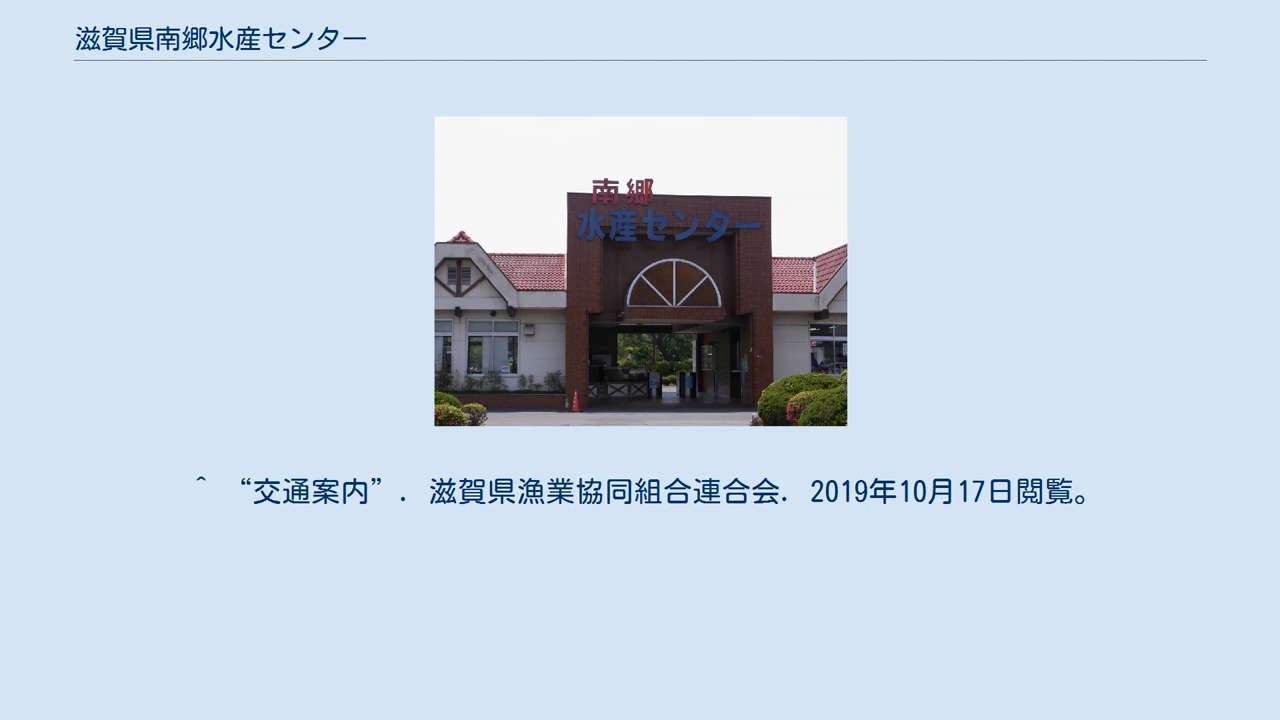 滋賀県南郷水産センター
南郷
水産センター
^ “交通案内”. 滋賀県漁業協同組合連合会. 2019年10月17日閲覧。